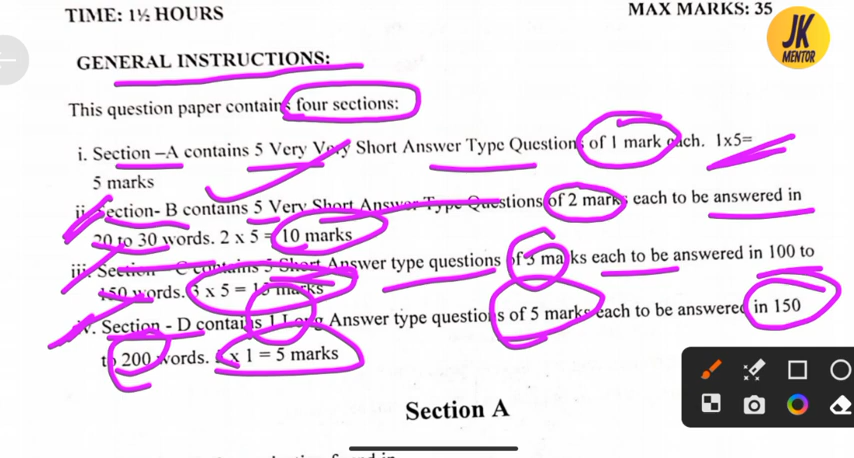 TIME: 1½ HOURS
MAX MARKS: 35
JK
MENTOR
GENERAL INSTRUCTIONS:
This question paper contains four sections:
i. Section –A contains 5 Very Very Short Answer Type Questions of 1 mark each. 1x5=
5 marks
ii. Section- B contains 5 Very Short Answer Type Questions of 2 marks each to be answered in
20 to 30 words. 2 x 5 = 10 marks
iii. Section - C contains 5 Short Answer type questions of 3 marks each to be answered in 100 to
150 words. 3 x 5 = 15 marks
iv. Section - D contains 1 Long Answer type questions of 5 marks each to be answered in 150
to 200 words. x 1 = 5 marks
Section A